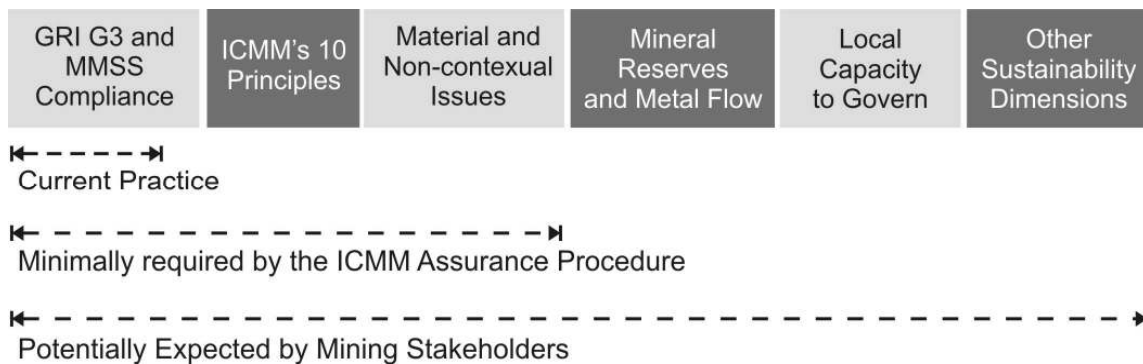 GRI G3 and
MMSS
Compliance
ICMM's 10
Principles
Material and
Non-contexual
Issues
Mineral
Reserves
and Metal Flow
Local
Capacity
to Govern
Other
Sustainability
Dimensions
Current Practice
Minimally required by the ICMM Assurance Procedure
Potentially Expected by Mining Stakeholders